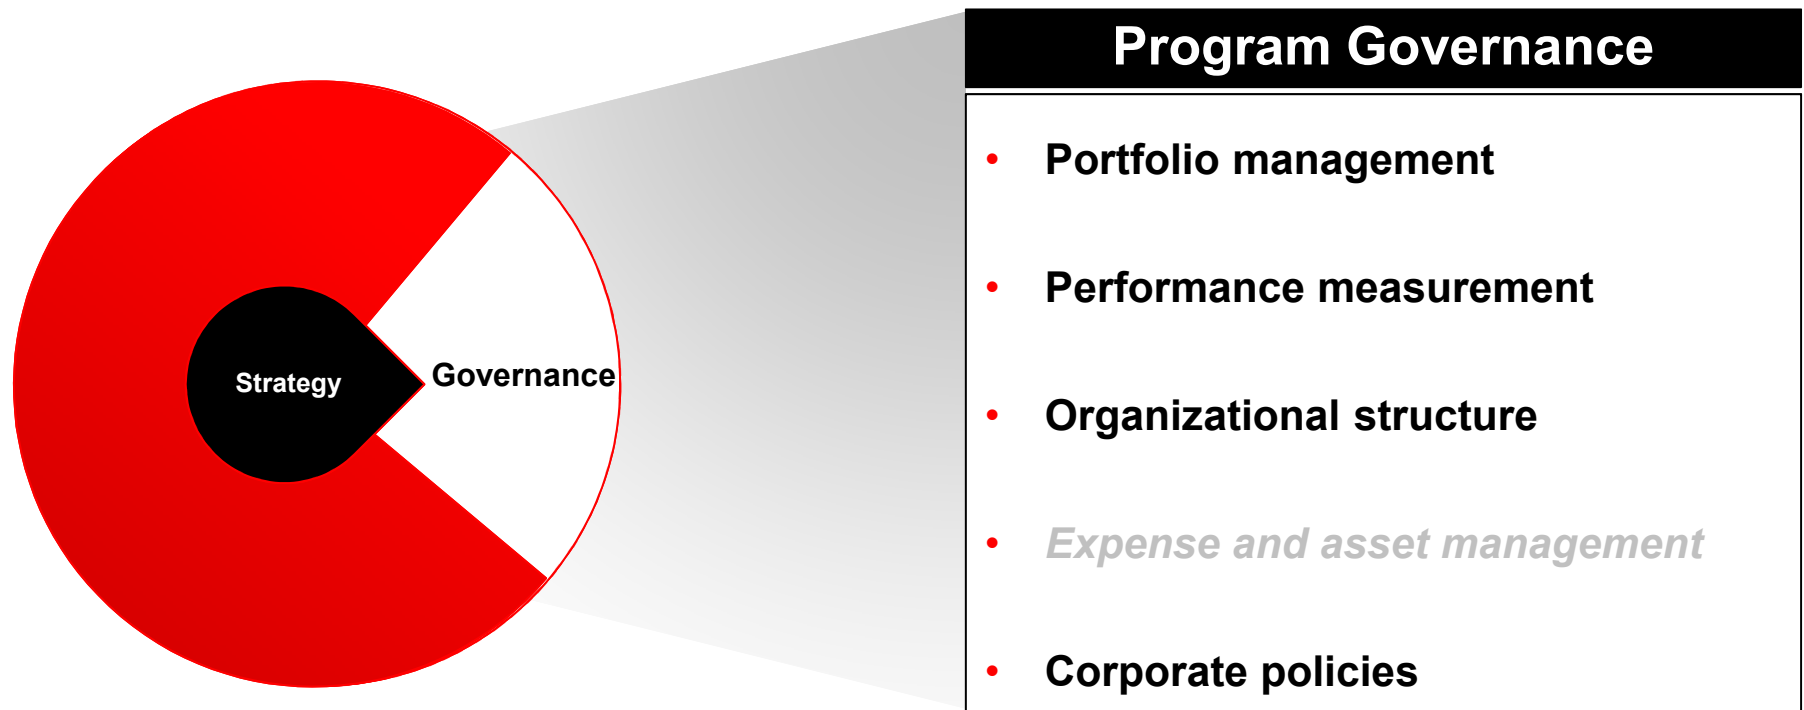 Program Governance
Strategy
Governance
• Portfolio management
• Performance measurement
• Organizational structure
• Expense and asset management
• Corporate policies